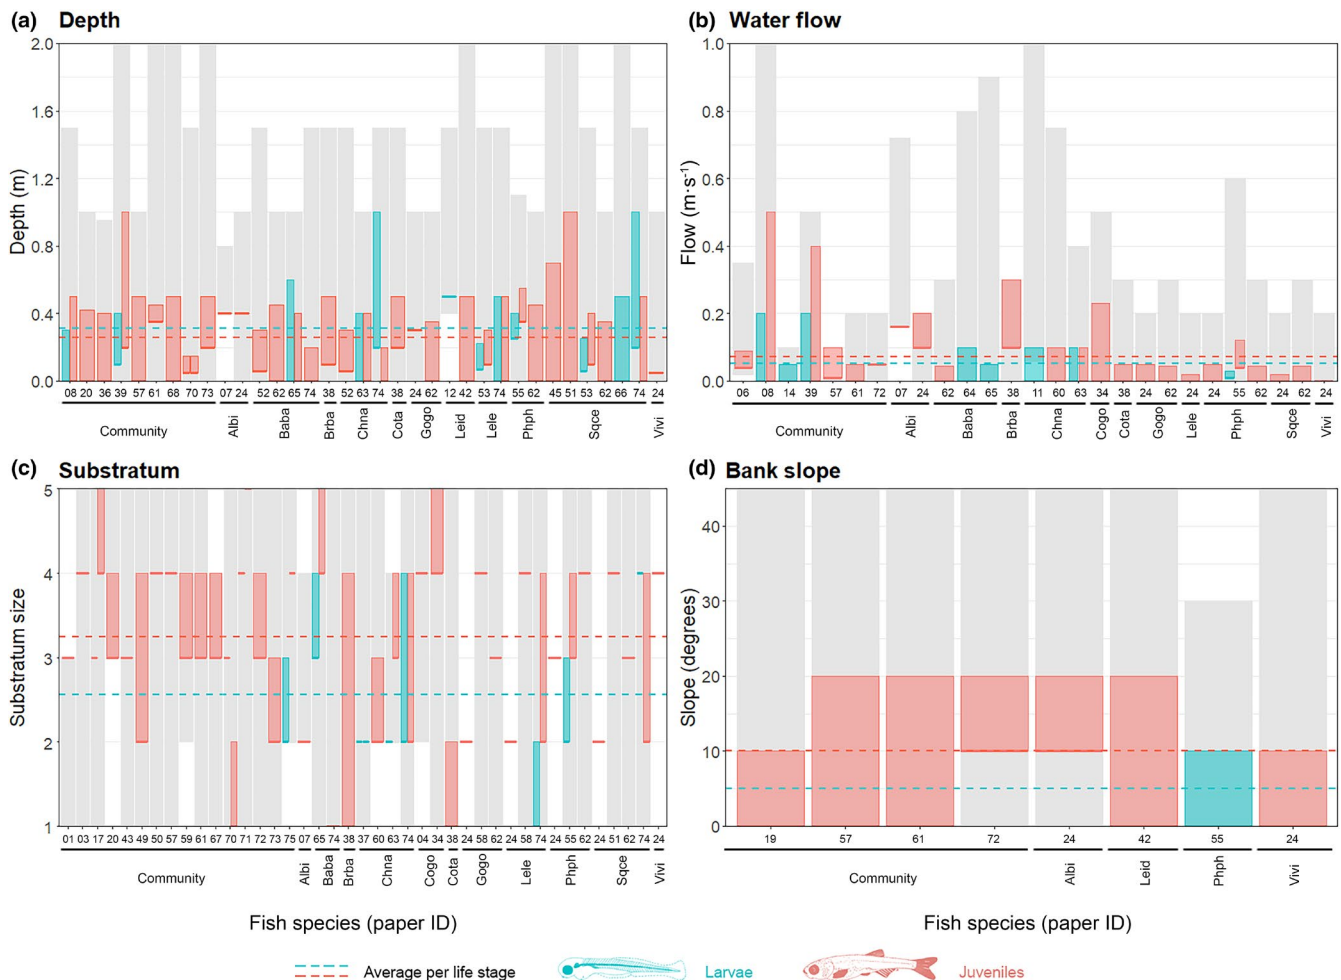 (a) Depth
2.0
1.6
1.2
0.8
0.4
0.0
Depth (m)
08 20 36 39 57 61 68 70 73 07 24 52 62 65 74 38 52 63 74 38 24 62 12 42 53 74 55 62 45 51 53 62 66 74 24
Community Albi Baba Brba Chna Cota Gogo Leid Lele Phph Sqce Vivi
(b) Water flow
1.0
0.8
0.6
0.4
0.2
0.0
Flow (m·s⁻¹)
06 08 14 39 57 61 72 07 24 62 64 65 38 11 60 63 34 38 24 62 24 24 55 62 24 62 24
Community Albi Baba Brba Chna Cogo Cota Gogo Lele Phph Sqce Vivi
(c) Substratum
5
4
3
2
1
Substratum size
01 03 17 20 43 49 50 57 59 61 67 70 71 72 73 75 07 65 74 38 37 60 63 74 04 34 38 24 58 62 24 58 74 24 55 62 24 51 62 74 24
Community Albi Baba Brba Chna Cogo Cota Gogo Lele Phph Sqce Vivi
Fish species (paper ID)
(d) Bank slope
40
30
20
10
0
Slope (degrees)
19 57 61 72 24 42 55 24
Community Albi Leid Phph Vivi
Fish species (paper ID)
Average per life stage Larvae Juveniles